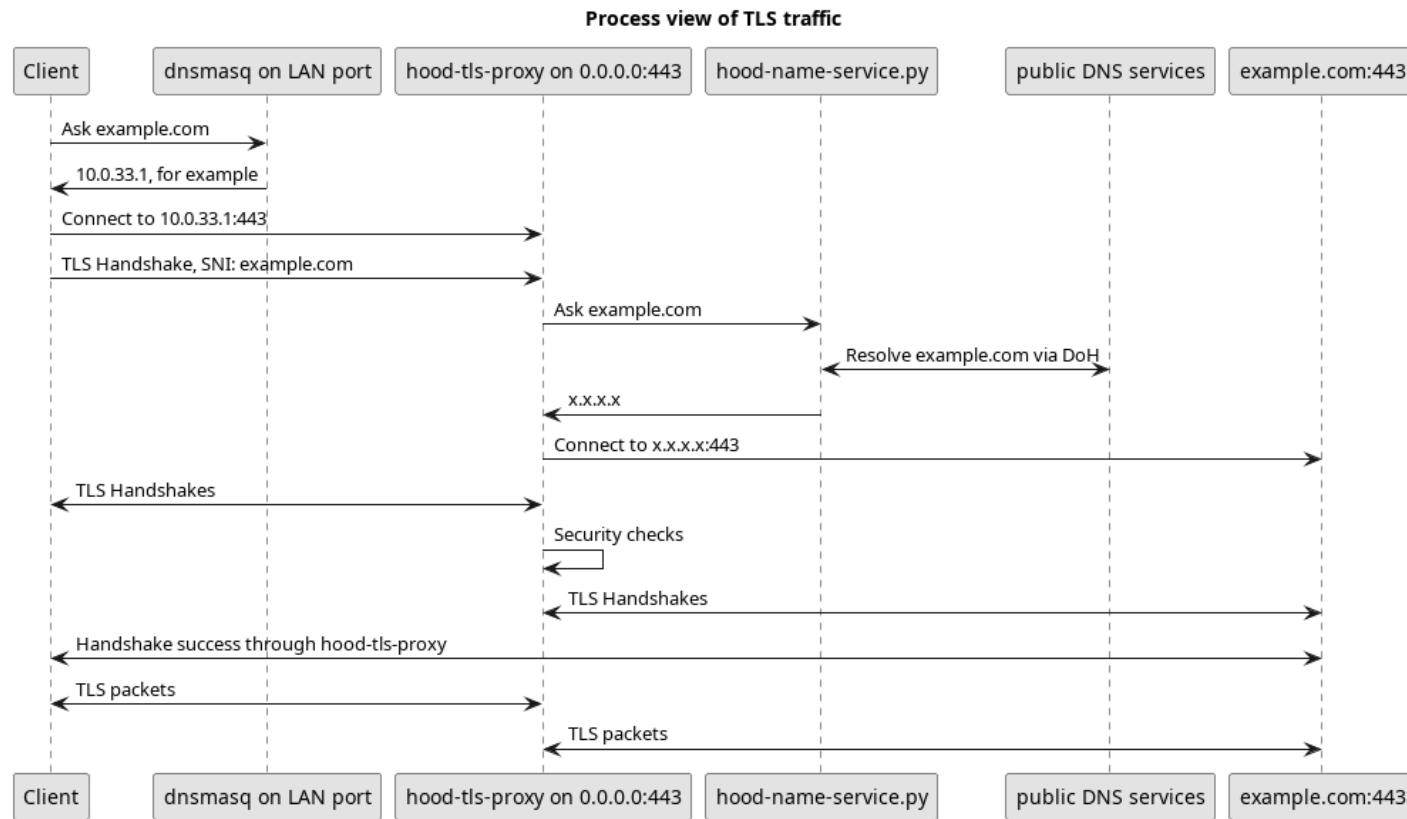 Process view of TLS traffic
Client
dnsmasq on LAN port
hood-tls-proxy on 0.0.0.0:443
hood-name-service.py
public DNS services
example.com:443
Ask example.com
10.0.33.1, for example
Connect to 10.0.33.1:443
TLS Handshake, SNI: example.com
Ask example.com
Resolve example.com via DoH
x.x.x.x
Connect to x.x.x.x:443
TLS Handshakes
Security checks
TLS Handshakes
Handshake success through hood-tls-proxy
TLS packets
TLS packets
Client
dnsmasq on LAN port
hood-tls-proxy on 0.0.0.0:443
hood-name-service.py
public DNS services
example.com:443